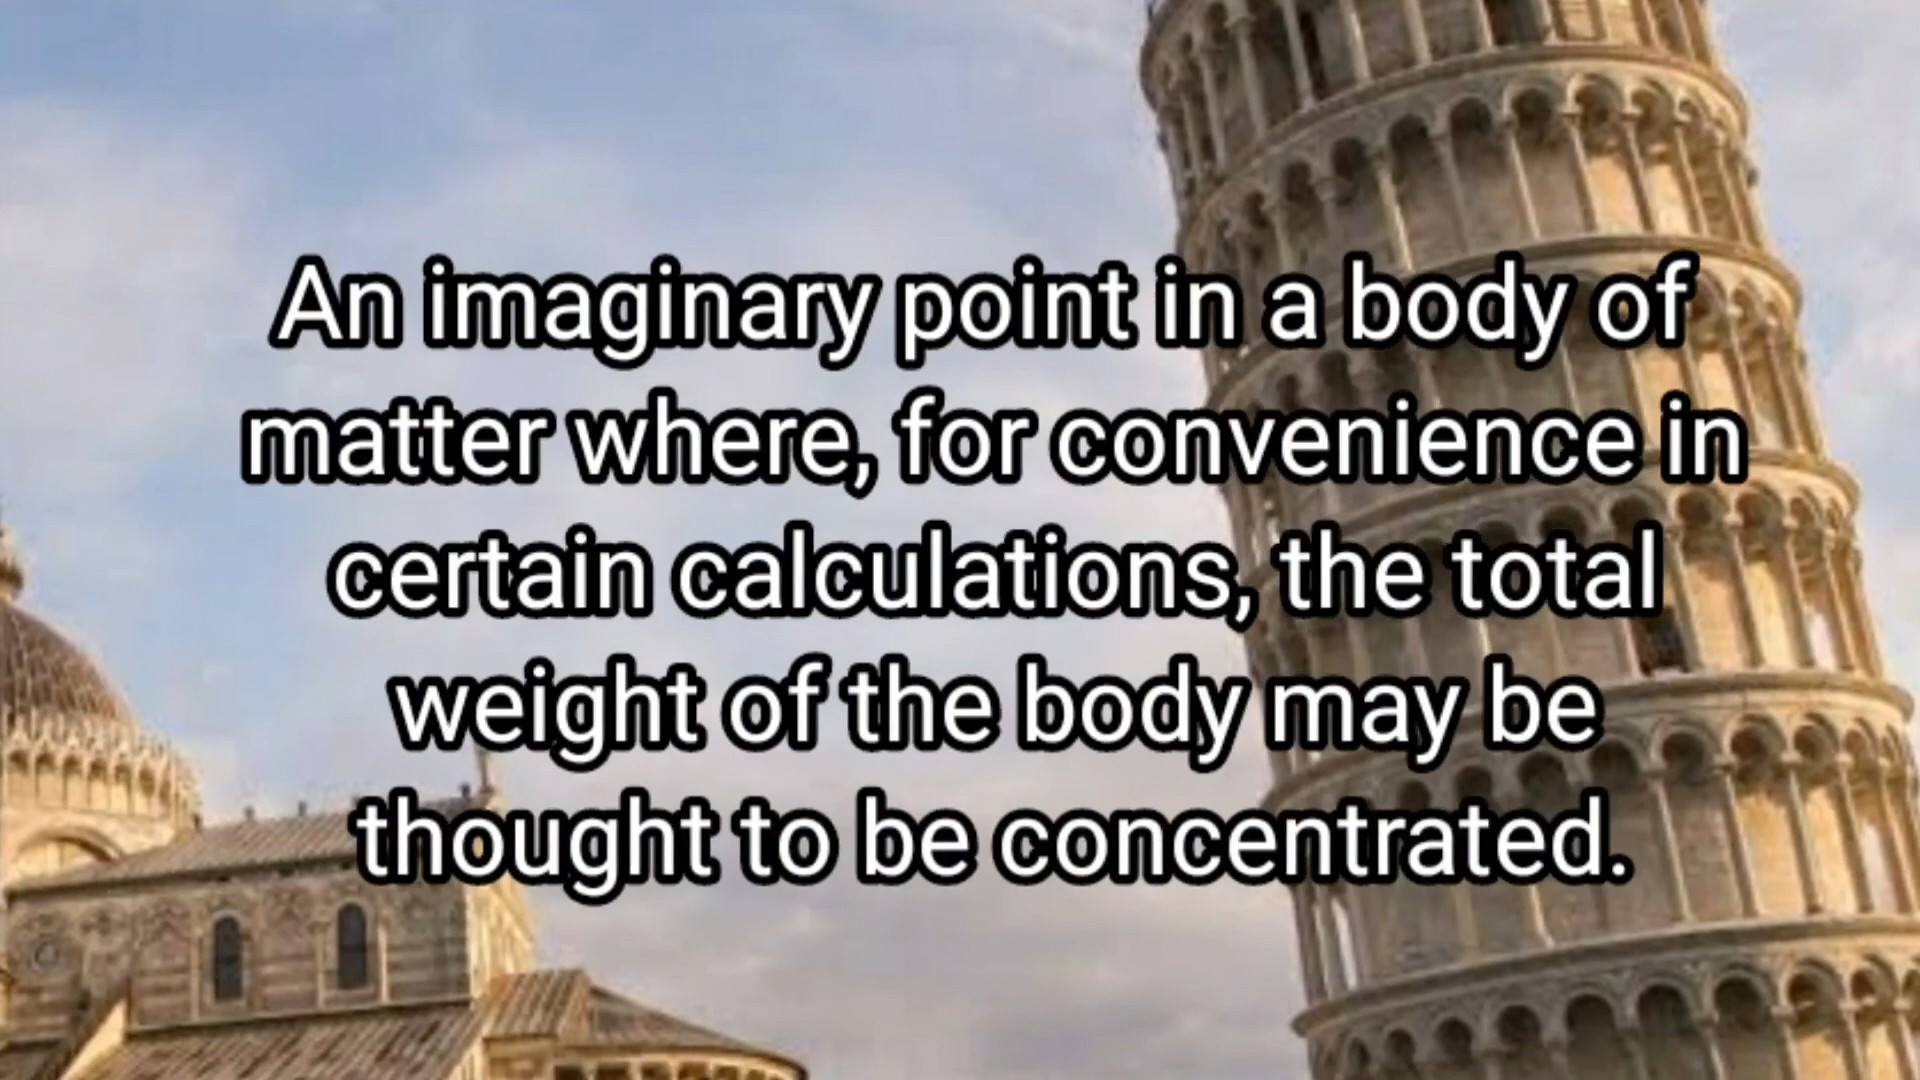 An imaginary point in a body of
matter where, for convenience in
certain calculations, the total
weight of the body may be
thought to be concentrated.